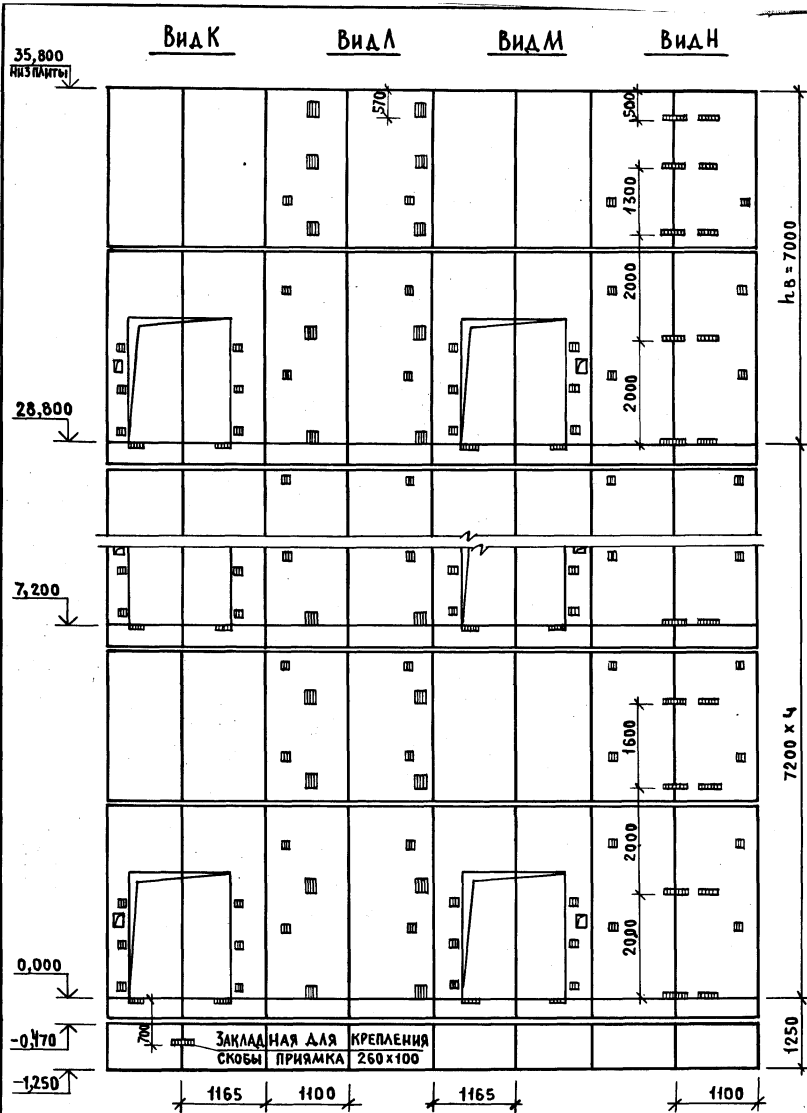 Вид К
Вид Л
Вид М
Вид Н
35,800
низ плиты
570
500
1300
2000
2000
hв = 7000
28,800
7,200
1600
7200 x 4
2000
2000
0,000
-0,470
700
Закладная для крепления
скобы приямка 260x100
1250
-1,250
1165
1100
1165
1100